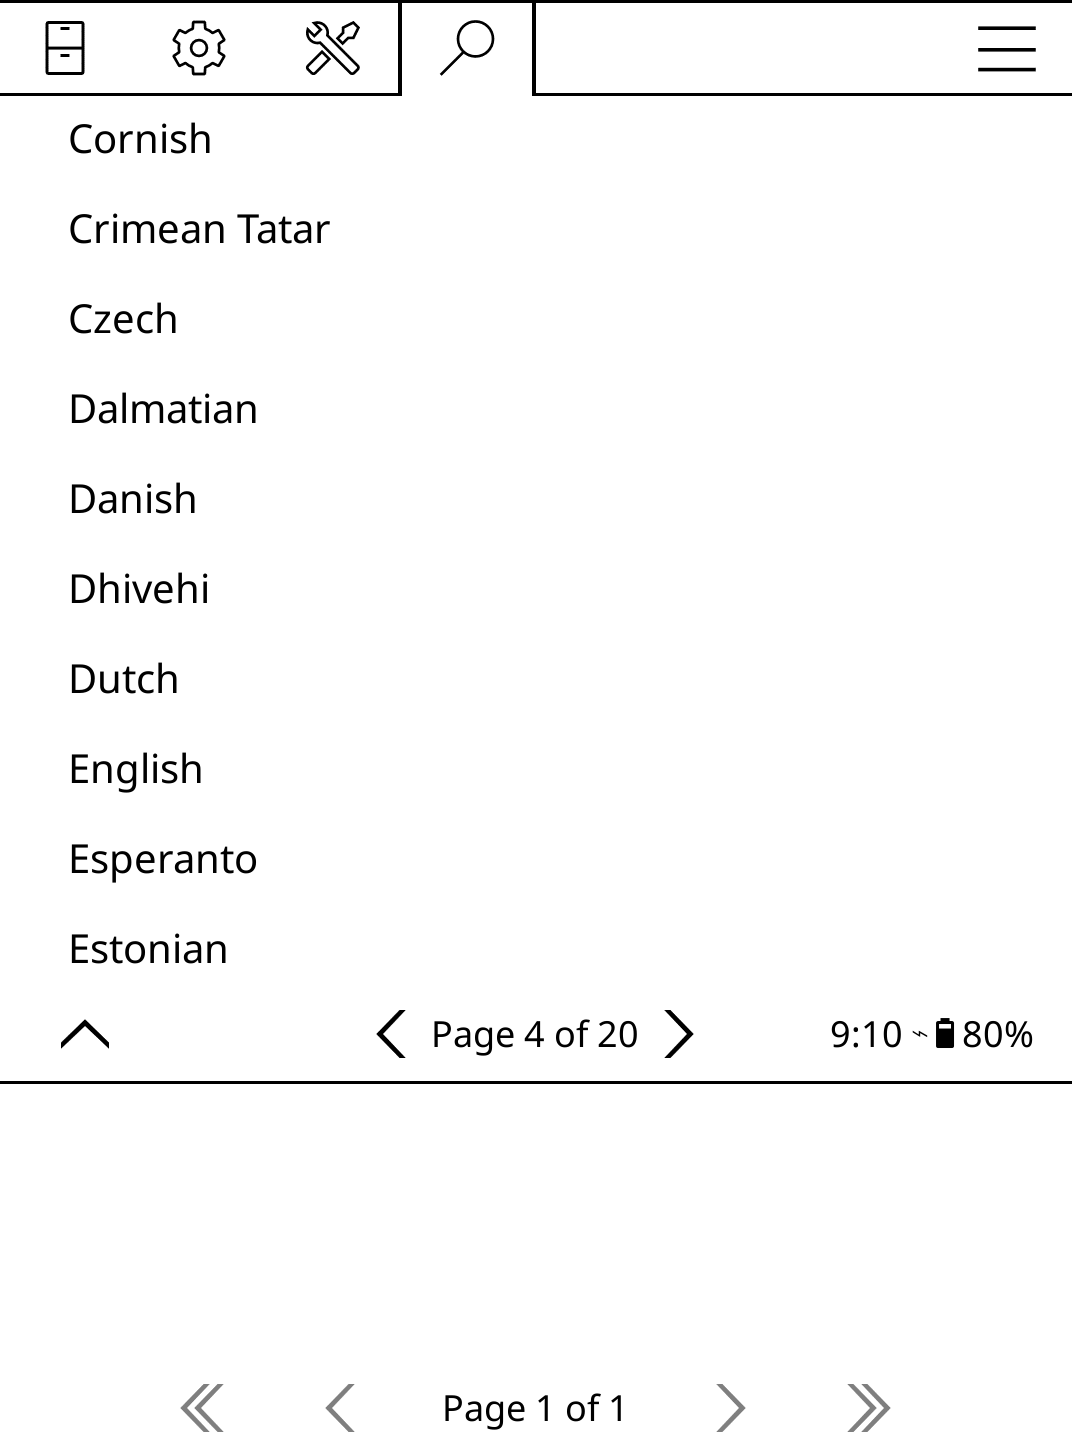 Cornish
Crimean Tatar
Czech
Dalmatian
Danish
Dhivehi
Dutch
English
Esperanto
Estonian
Page 4 of 20
9:10 80%
Page 1 of 1